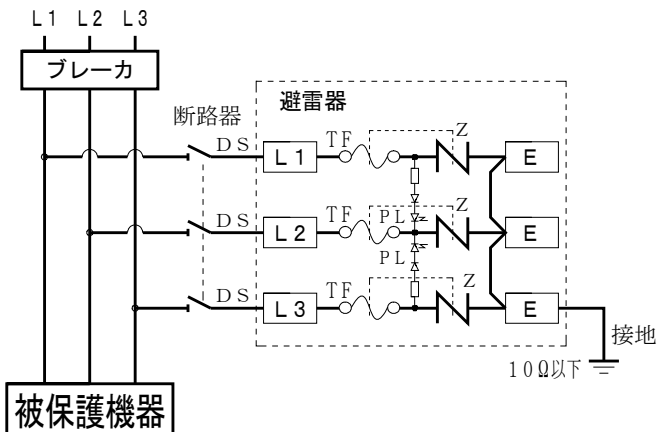 L1 L2 L3
ブレーカ
避雷器
断路器
DS L1 TF Z E
DS L2 TF PL Z E
PL
DS L3 TF Z E
接地
10Ω以下
被保護機器